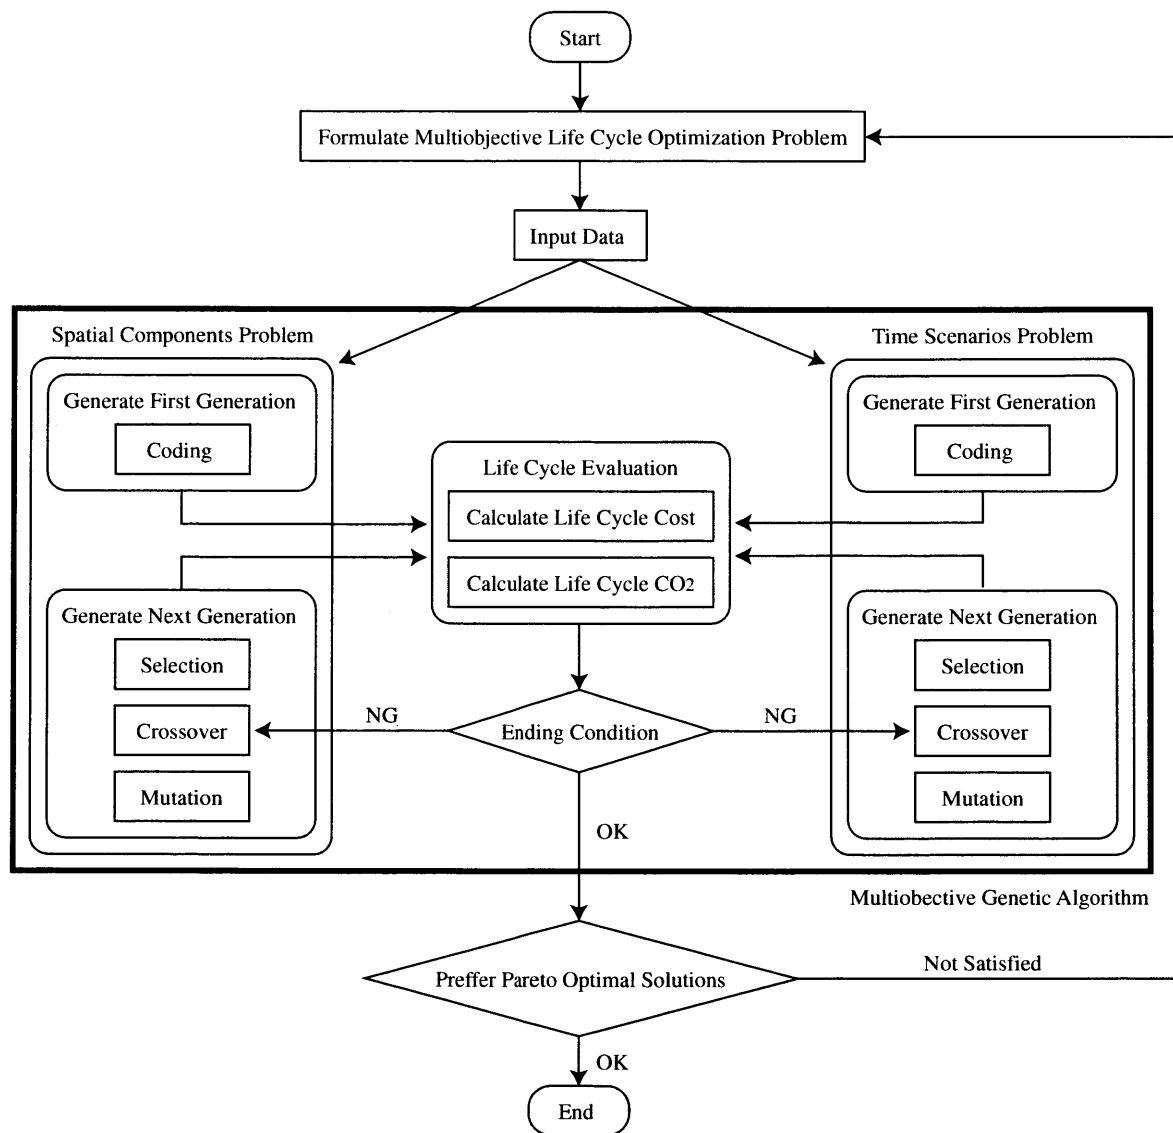 Start
Formulate Multiobjective Life Cycle Optimization Problem
Input Data
Spatial Components Problem
Time Scenarios Problem
Generate First Generation
Coding
Generate First Generation
Coding
Life Cycle Evaluation
Calculate Life Cycle Cost
Calculate Life Cycle CO2
Generate Next Generation
Selection
Crossover
Mutation
Generate Next Generation
Selection
Crossover
Mutation
NG
Ending Condition
NG
OK
Multiobective Genetic Algorithm
Preffer Pareto Optimal Solutions
Not Satisfied
OK
End